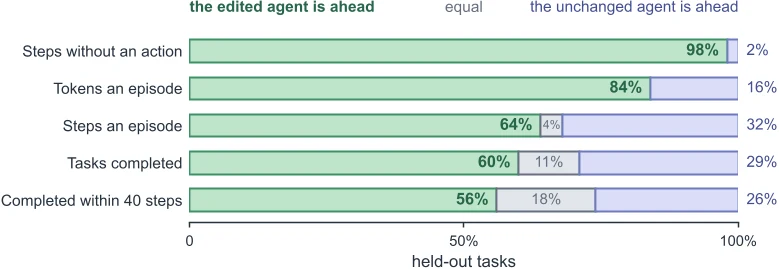 the edited agent is ahead equal the unchanged agent is ahead
Steps without an action 98% 2%
Tokens an episode 84% 16%
Steps an episode 64% 4% 32%
Tasks completed 60% 11% 29%
Completed within 40 steps 56% 18% 26%
0 50% 100%
held-out tasks